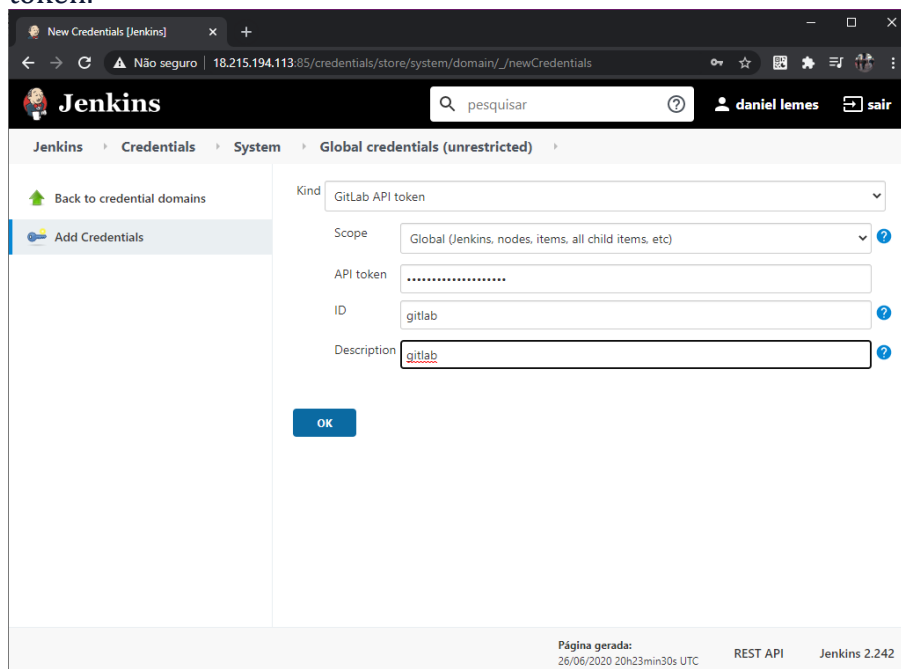 token.
New Credentials [Jenkins]
Não seguro | 18.215.194.113:85/credentials/store/system/domain/_/newCredentials
Jenkins
pesquisar
daniel lemes
sair
Jenkins Credentials System Global credentials (unrestricted)
Back to credential domains
Add Credentials
Kind GitLab API token
Scope Global (Jenkins, nodes, items, all child items, etc)
API token ••••••••••••••••••••
ID gitlab
Description gitlab
OK
Página gerada:
26/06/2020 20h23min30s UTC
REST API
Jenkins 2.242